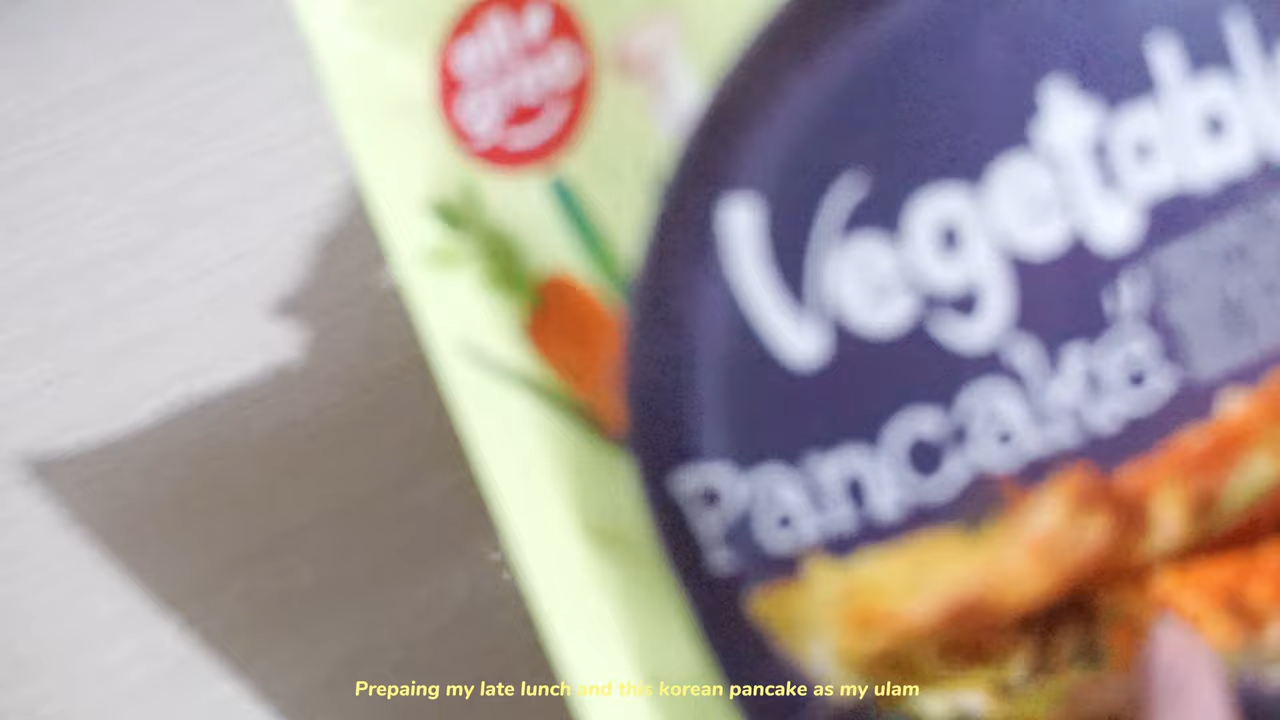 Vegetabl
Pancake
Prepaing my late lunch and this korean pancake as my ulam